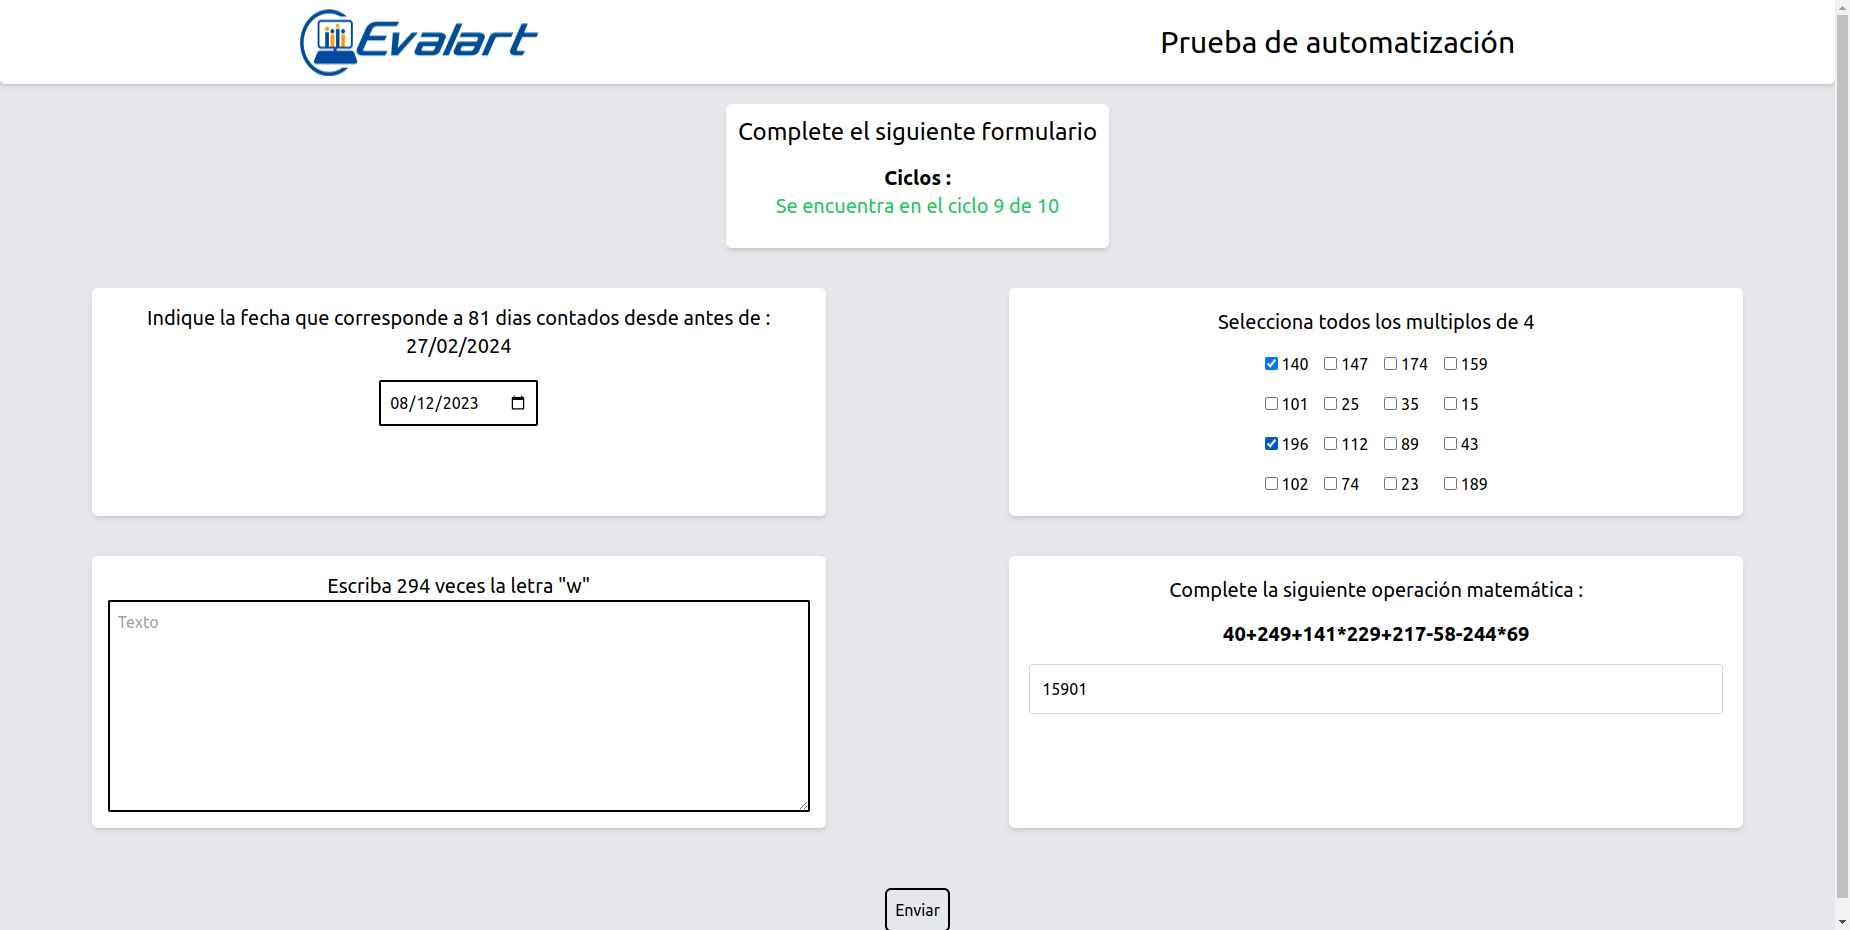 Evalart
Prueba de automatización
Complete el siguiente formulario
Ciclos :
Se encuentra en el ciclo 9 de 10
Indique la fecha que corresponde a 81 dias contados desde antes de :
27/02/2024
08/12/2023
Selecciona todos los multiplos de 4
140 147 174 159
101 25 35 15
196 112 89 43
102 74 23 189
Escriba 294 veces la letra "w"
Texto
Complete la siguiente operación matemática :
40+249+141*229+217-58-244*69
15901
Enviar